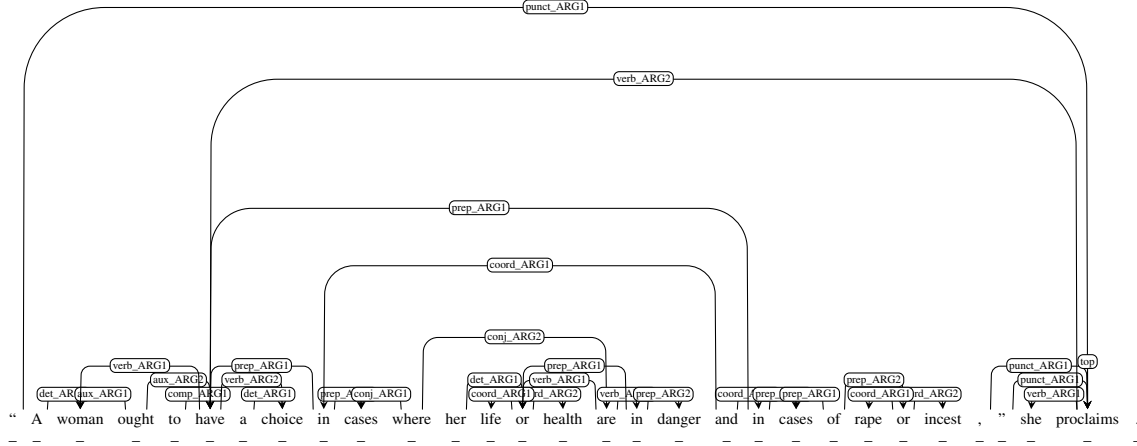 punct_ARG1
verb_ARG2
prep_ARG1
coord_ARG1
conj_ARG2
verb_ARG1 prep_ARG1 prep_ARG1 punct_ARG1 top
aux_ARG2 verb_ARG2 det_ARG1 verb_ARG1 prep_ARG2 punct_ARG1
aux_ARG1 comp_ARG1 det_ARG1 conj_ARG1 prep_ARG2 prep_ARG1 coord_ARG1 verb_ARG1
“ A woman ought to have a choice in cases where her life or health are in danger and in cases of rape or incest , ” she proclaims .